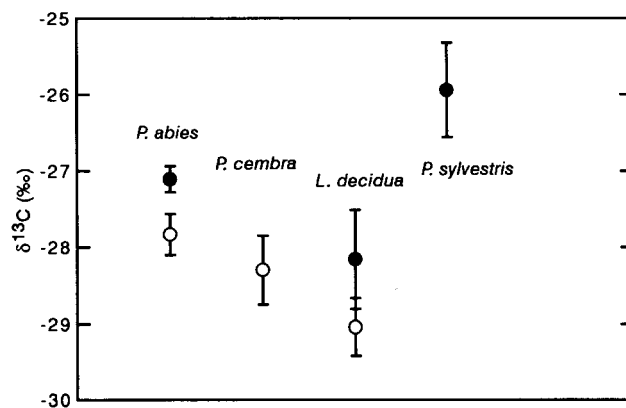 -25
-26
-27
-28
-29
-30
δ13C (‰)
P. abies
P. cembra
L. decidua
P. sylvestris